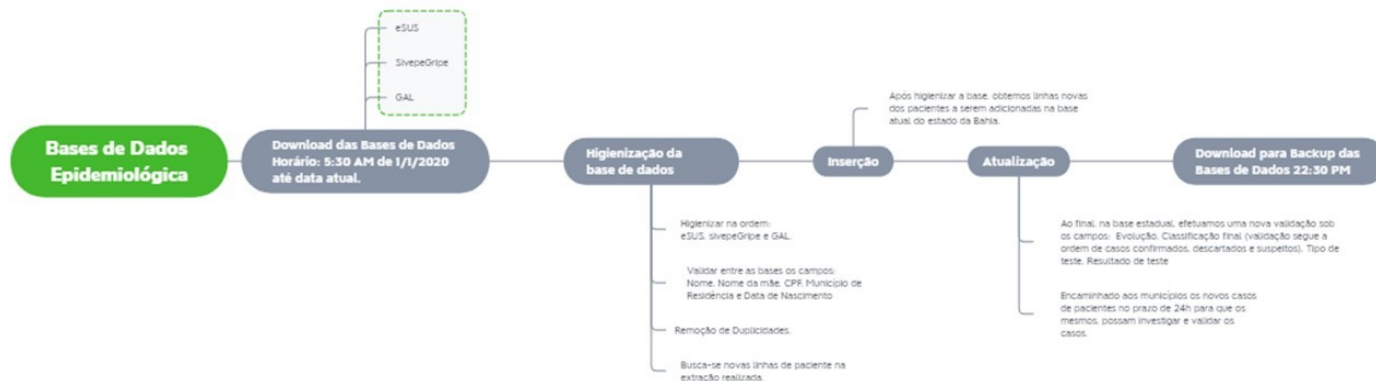 eSUS
SivepeGripe
GAL
Bases de Dados
Epidemiológica
Download das Bases de Dados
Horário: 5:30 AM de 1/1/2020
até data atual.
Higienização da
base de dados
Higienizar na ordem:
eSUS, sivepeGripe e GAL.
Validar entre as bases os campos:
Nome, Nome da mãe, CPF, Município de
Residência e Data de Nascimento
Remoção de Duplicidades.
Busca-se novas linhas de paciente na
extração realizada.
Após higienizar a base, obtemos linhas novas
dos pacientes a serem adicionadas na base
atual do estado da Bahia.
Inserção
Atualização
Ao final, na base estadual, efetuamos uma nova validação sob
os campos: Evolução, Classificação final (validação segue a
ordem de casos confirmados, descartados e suspeitos), Tipo de
teste, Resultado de teste
Encaminhado aos municípios os novos casos
de pacientes no prazo de 24h para que os
mesmos, possam investigar e validar os
casos.
Download para Backup das
Bases de Dados 22:30 PM